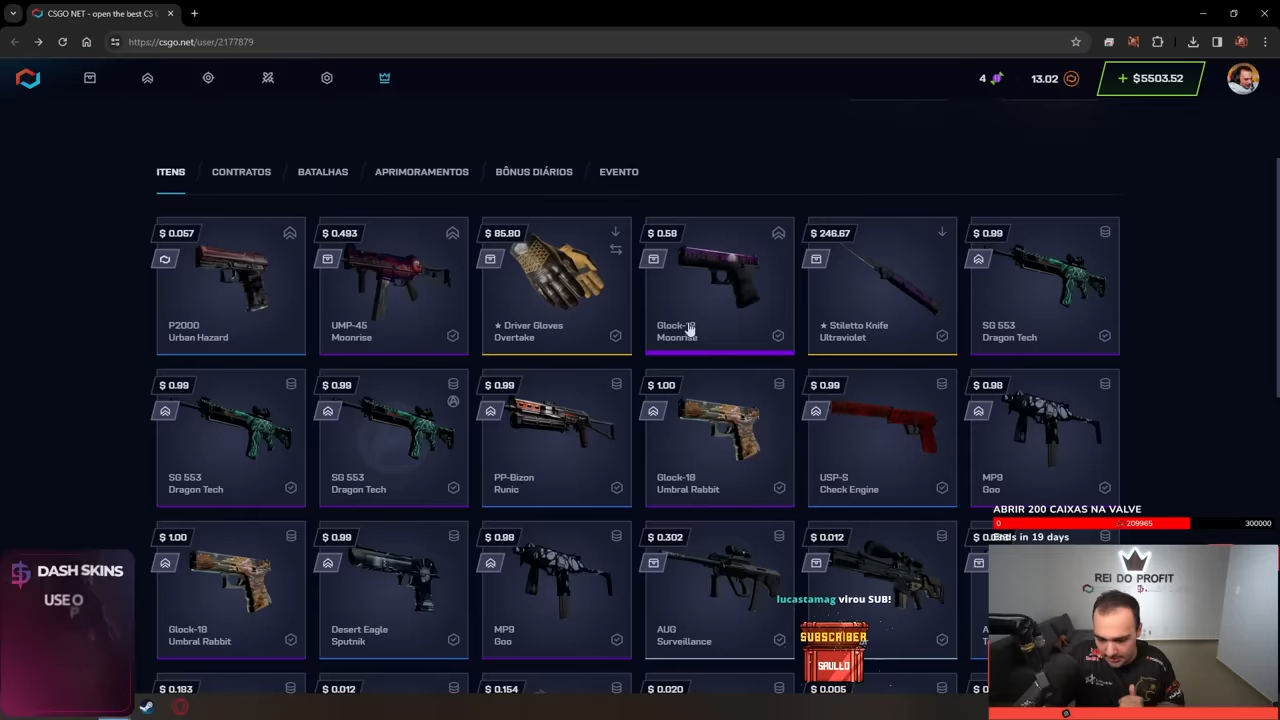 CSGO NET - open the best CS
https://csgo.net/user/2177879
4
13.02
+ $5503.52
ITENS
CONTRATOS
BATALHAS
APRIMORAMENTOS
BÔNUS DIÁRIOS
EVENTO
$ 0.057
P2000
Urban Hazard
$ 0.493
UMP-45
Moonrise
$ 85.80
★ Driver Gloves
Overtake
$ 0.58
Glock-18
Moonrise
$ 246.67
★ Stiletto Knife
Ultraviolet
$ 0.99
SG 553
Dragon Tech
$ 0.99
SG 553
Dragon Tech
$ 0.99
SG 553
Dragon Tech
$ 0.99
PP-Bizon
Runic
$ 1.00
Glock-18
Umbral Rabbit
$ 0.99
USP-S
Check Engine
$ 0.98
MP9
Goo
$ 1.00
Glock-18
Umbral Rabbit
$ 0.99
Desert Eagle
Sputnik
$ 0.98
MP9
Goo
$ 0.302
AUG
Surveillance
$ 0.012
$ 0.183
$ 0.012
$ 0.154
$ 0.020
$ 0.005
ABRIR 200 CAIXAS NA VALVE
0
209965
300000
Ends in 19 days
REI DO PROFIT
lucastamag virou SUB!
SUBSCRIBER
SAULLO
DASH SKINS
USE O